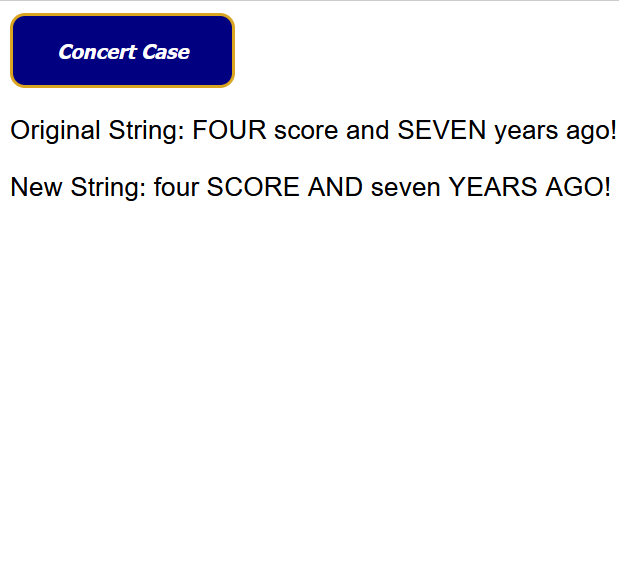 Concert Case
Original String: FOUR score and SEVEN years ago!
New String: four SCORE AND seven YEARS AGO!